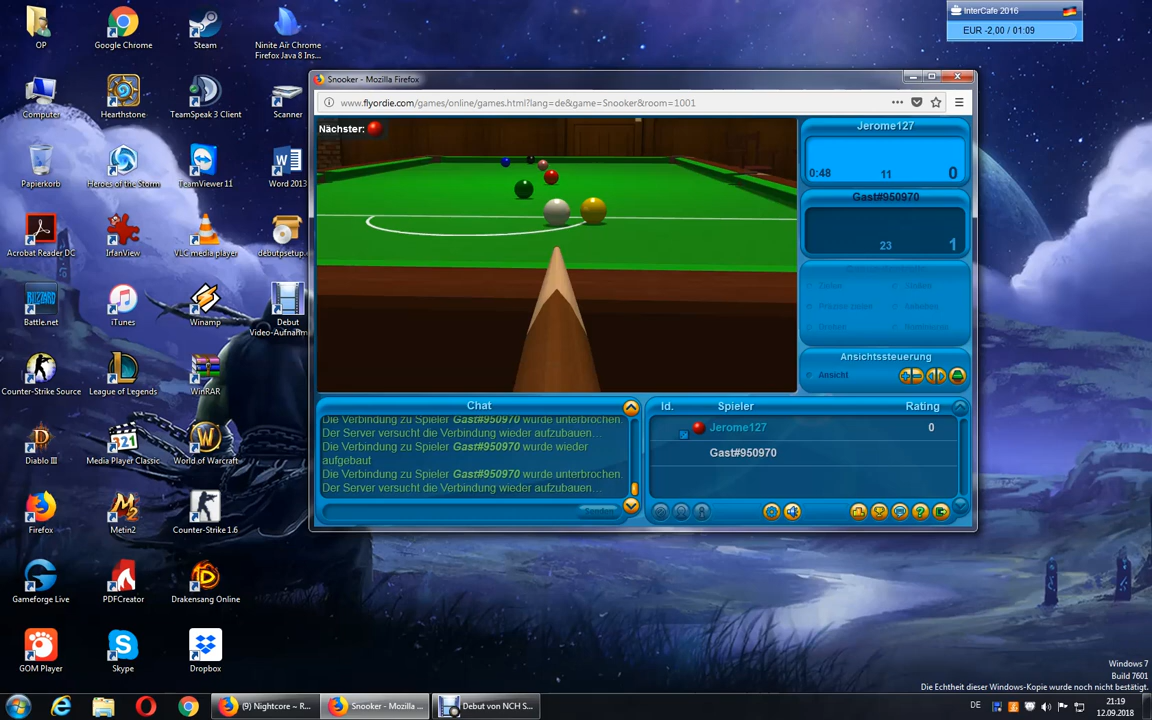 OP
Google Chrome
Steam
Ninite Air Chrome
Firefox Java 8 Ins...
Computer
Hearthstone
TeamSpeak 3 Client
Scanner
Papierkorb
Heroes of the Storm
TeamViewer 11
Word 2013
Acrobat Reader DC
IrfanView
VLC media player
debutpsetup....
Battle.net
iTunes
Winamp
Debut
Video-Aufnahm...
Counter-Strike Source
League of Legends
WinRAR
Diablo III
Media Player Classic
World of Warcraft
Firefox
Metin2
Counter-Strike 1.6
Gameforge Live
PDFCreator
Drakensang Online
GOM Player
Skype
Dropbox
InterCafe 2016
EUR -2,00 / 01:09
Snooker - Mozilla Firefox
www.flyordie.com/games/online/games.html?lang=de&game=Snooker&room=1001
Nächster:
Jerome127
0:48 11 0
Gast#950970
23 1
Ansichtssteuerung
Ansicht
Chat
Die Verbindung zu Spieler Gast#950970 wurde unterbrochen.
Der Server versucht die Verbindung wieder aufzubauen...
Die Verbindung zu Spieler Gast#950970 wurde wieder
aufgebaut
Die Verbindung zu Spieler Gast#950970 wurde unterbrochen.
Der Server versucht die Verbindung wieder aufzubauen...
Id. Spieler Rating
Jerome127 0
Gast#950970
Windows 7
Build 7601
Die Echtheit dieser Windows-Kopie wurde noch nicht bestätigt.
(9) Nightcore ~ R...
Snooker - Mozilla ...
Debut von NCH S...
DE
21:19
12.09.2018